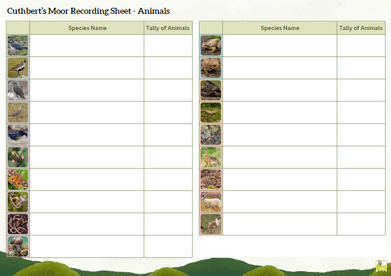 Cuthbert's Moor Recording Sheet - Animals
Species Name Tally of Animals
Species Name Tally of Animals